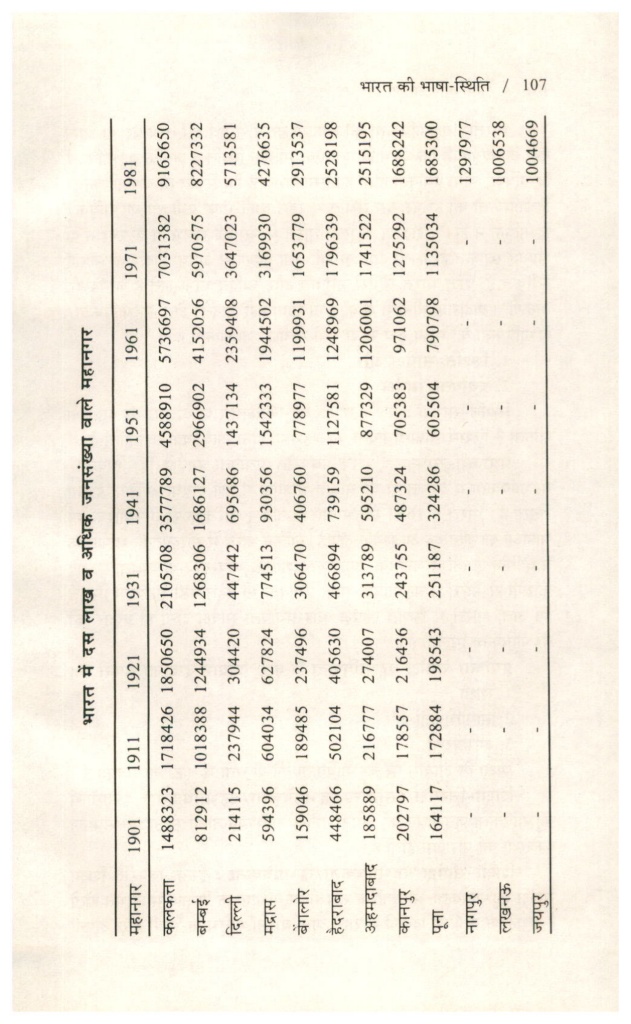 भारत की भाषा-स्थिति / 107
भारत में दस लाख व अधिक जनसंख्या वाले महानगर
महानगर 1901 1911 1921 1931 1941 1951 1961 1971 1981
कलकत्ता 1488323 1718426 1850650 2105708 3577789 4588910 5736697 7031382 9165650
बम्बई 812912 1018388 1244934 1268306 1686127 2966902 4152056 5970575 8227332
दिल्ली 214115 237944 304420 447442 695686 1437134 2359408 3647023 5713581
मद्रास 594396 604034 627824 774513 930356 1542333 1944502 3169930 4276635
बेंगलौर 159046 189485 237496 306470 406760 778977 1199931 1653779 2913537
हैदराबाद 448466 502104 405630 466894 739159 1127581 1248969 1796339 2528198
अहमदाबाद 185889 216777 274007 313789 595210 877329 1206001 1741522 2515195
कानपुर 202797 178557 216436 243755 487324 705383 971062 1275292 1688242
पूना 164117 172884 198543 251187 324286 605504 790798 1135034 1685300
नागपुर - - - - - - - - 1297977
लखनऊ - - - - - - - - 1006538
जयपुर - - - - - - - - 1004669